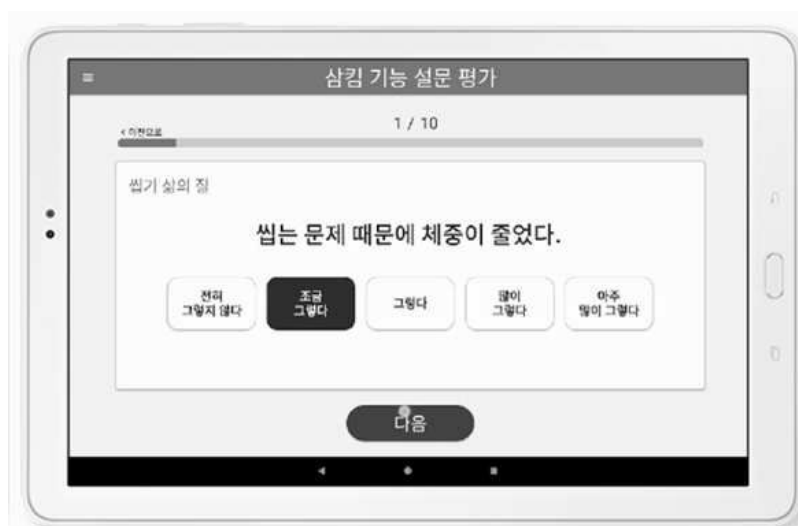 삼킴 기능 설문 평가
1 / 10
< 이전으로
씹기 삶의 질
씹는 문제 때문에 체중이 줄었다.
전혀
그렇지 않다
조금
그렇다
그렇다
많이
그렇다
아주
많이 그렇다
다음